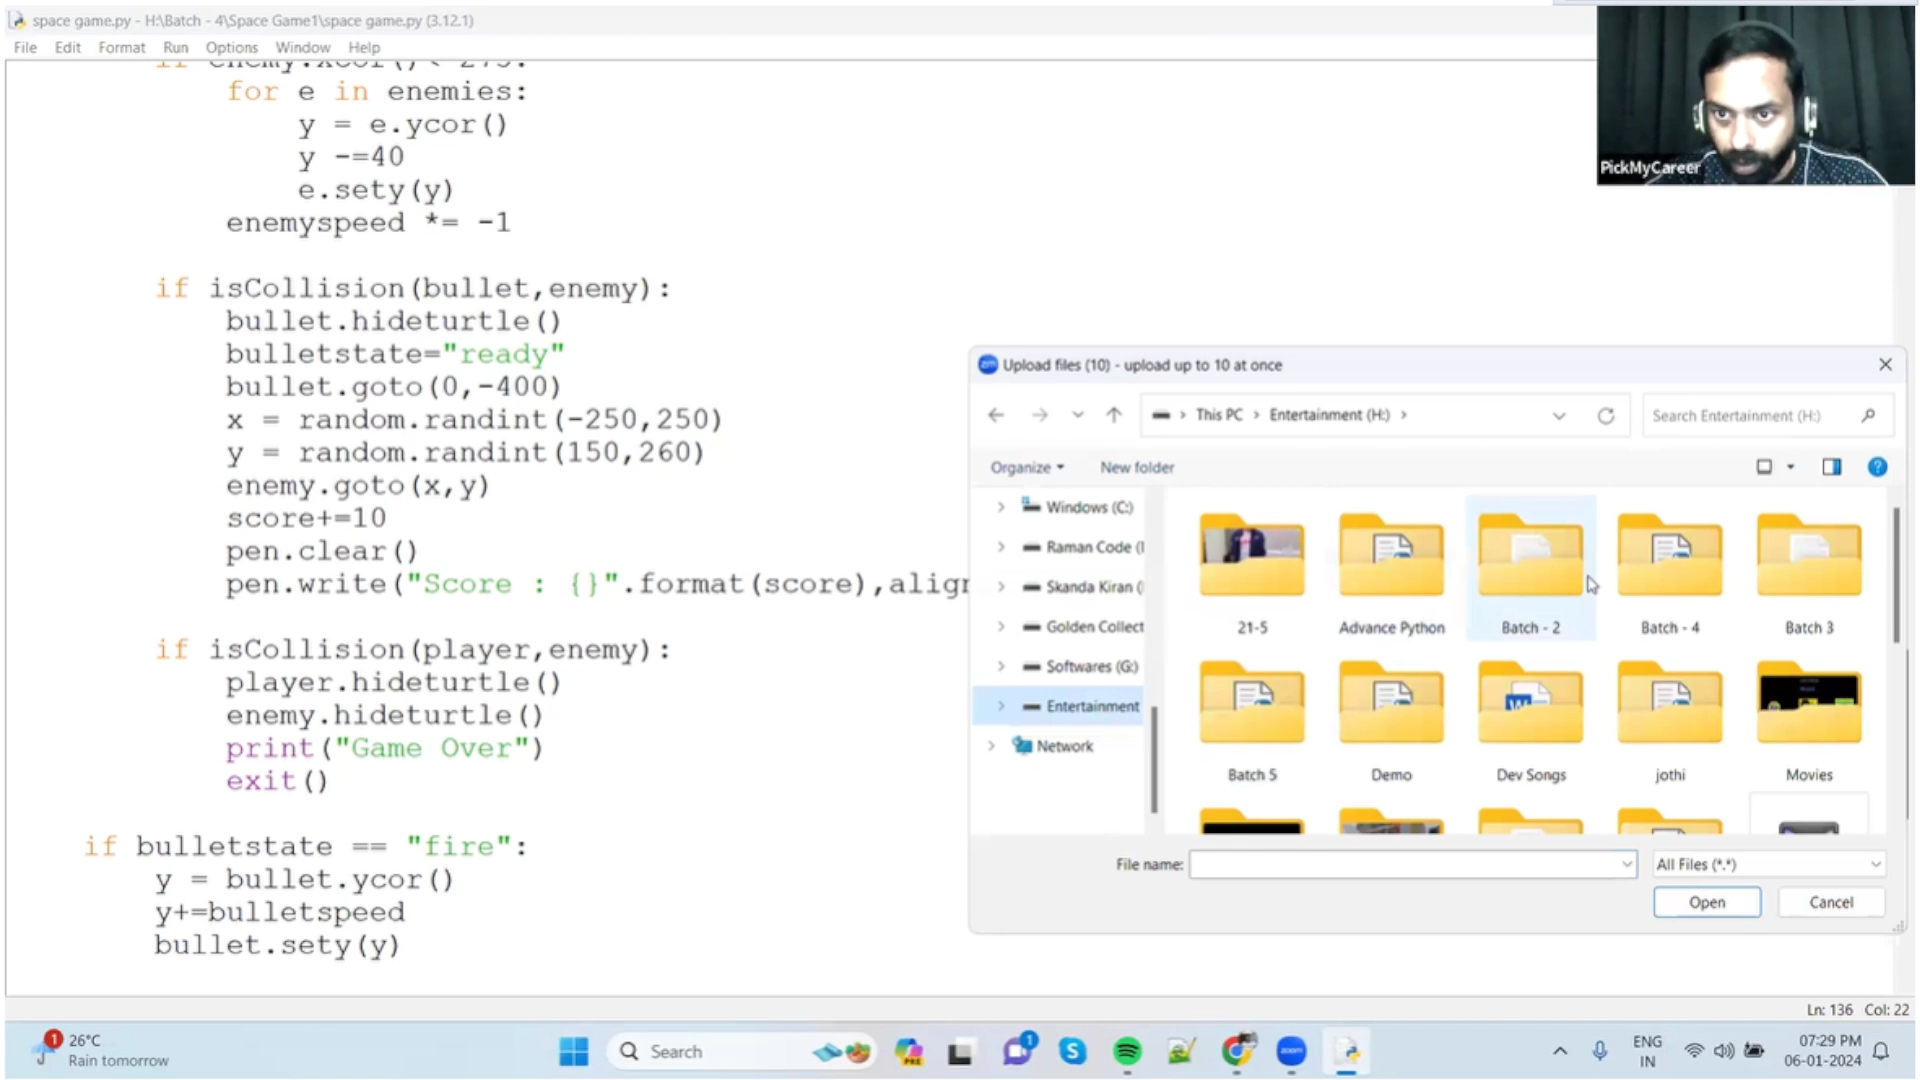 space game.py - H:\Batch - 4\Space Game1\space game.py (3.12.1)
File Edit Format Run Options Window Help
for e in enemies:
y = e.ycor()
y -=40
e.sety(y)
enemyspeed *= -1
if isCollision(bullet,enemy):
bullet.hideturtle()
bulletstate="ready"
bullet.goto(0,-400)
x = random.randint(-250,250)
y = random.randint(150,260)
enemy.goto(x,y)
score+=10
pen.clear()
pen.write("Score : {}".format(score),align
if isCollision(player,enemy):
player.hideturtle()
enemy.hideturtle()
print("Game Over")
exit()
if bulletstate == "fire":
y = bullet.ycor()
y+=bulletspeed
bullet.sety(y)
PickMyCareer
zm Upload files (10) - upload up to 10 at once
This PC > Entertainment (H:) >
Search Entertainment (H:)
Organize New folder
Windows (C:)
Raman Code (
Skanda Kiran (
Golden Collect
Softwares (G:)
Entertainment
Network
21-5 Advance Python Batch - 2 Batch - 4 Batch 3
Batch 5 Demo Dev Songs jothi Movies
File name:
All Files (*.*)
Open Cancel
Ln: 136 Col: 22
1
26°C
Rain tomorrow
Search
PRE
1
zoom
ENG
IN
07:29 PM
06-01-2024